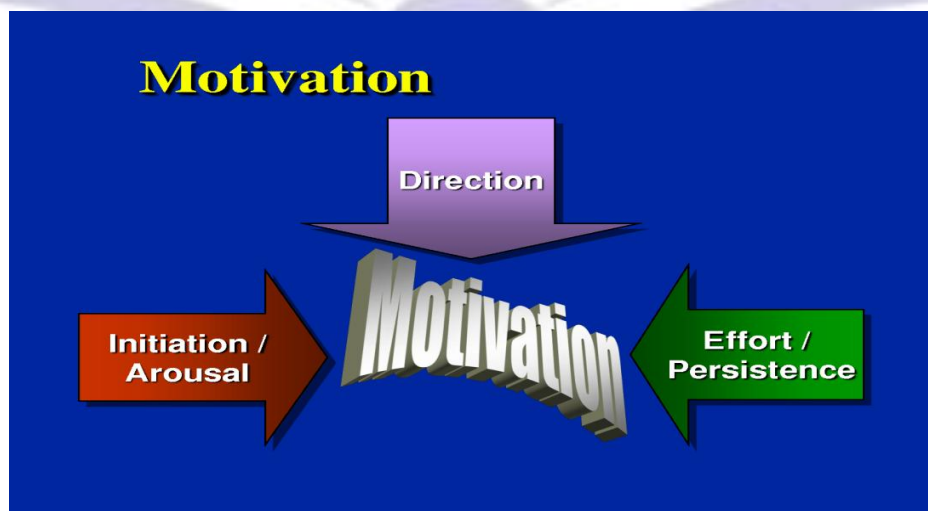 Motivation
Direction
Motivation
Initiation /
Arousal
Effort /
Persistence